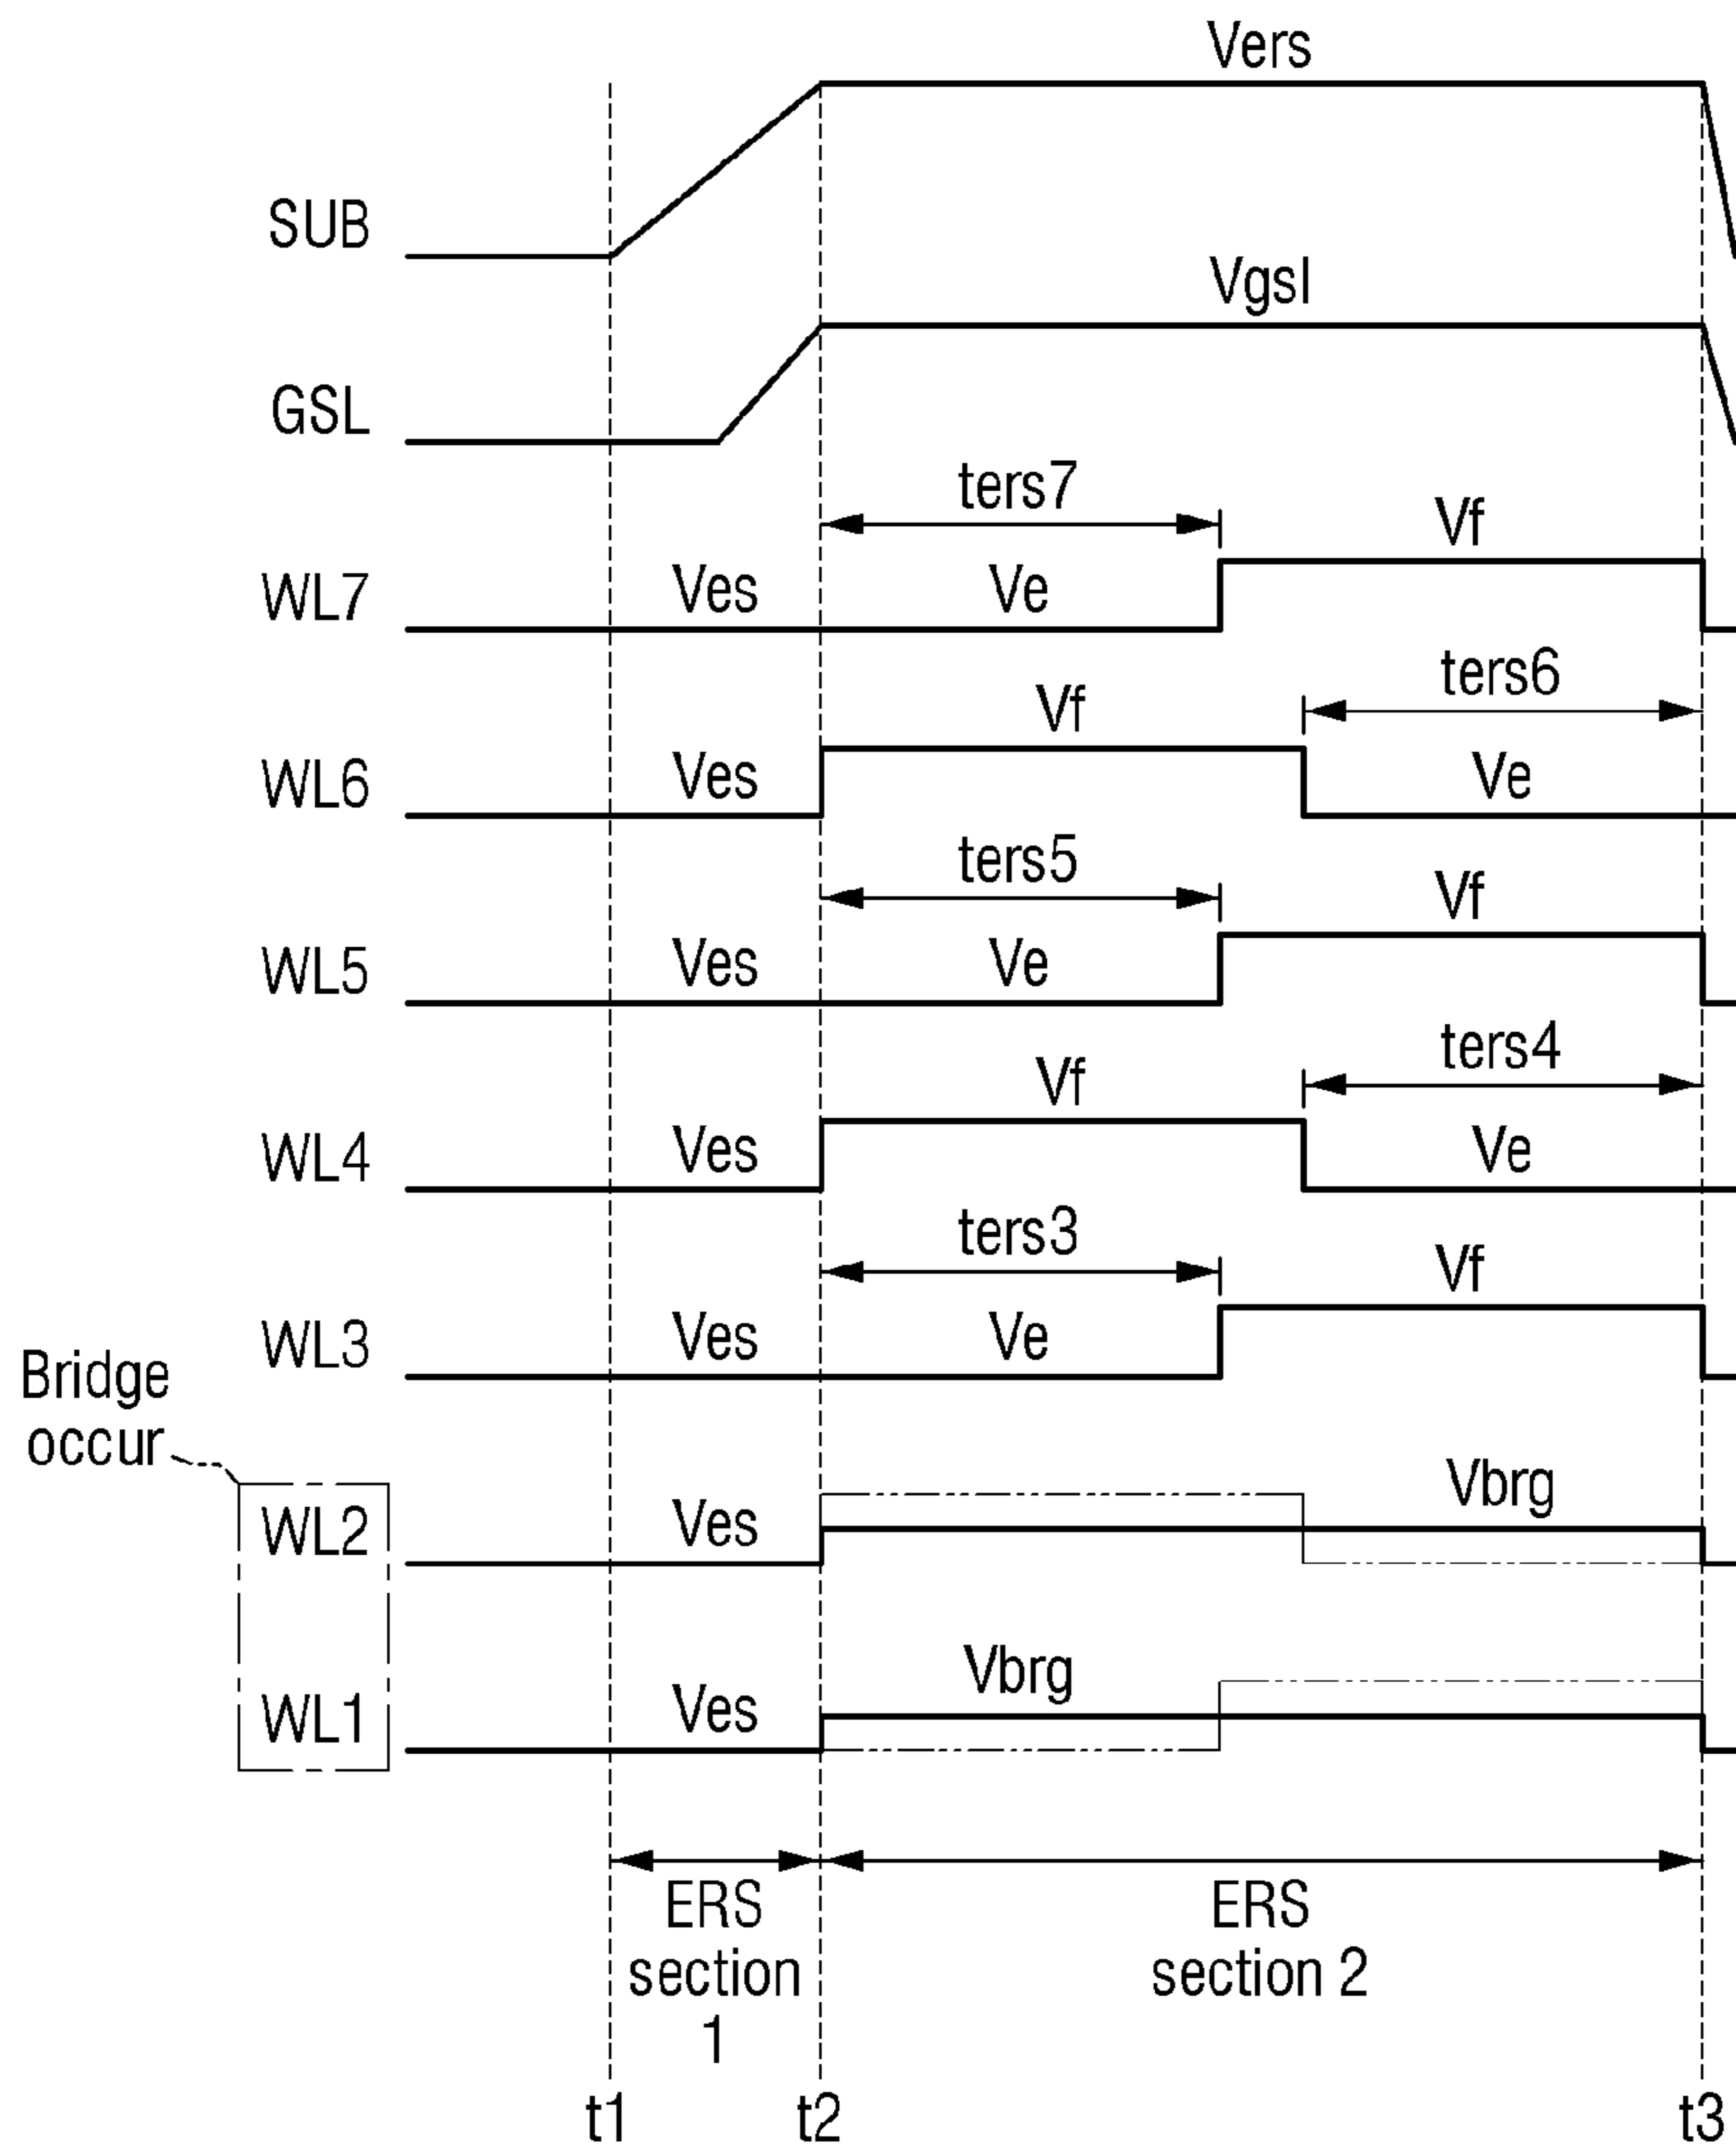 Vers
SUB
Vgsl
GSL
ters7
Vf
WL7 Ves Ve
ters6
Vf
WL6 Ves Ve
ters5
Vf
WL5 Ves Ve
ters4
Vf
WL4 Ves Ve
ters3
Vf
WL3 Ves Ve
Bridge
occur
Vbrg
WL2 Ves
Vbrg
WL1 Ves
ERS
section
1
ERS
section 2
t1 t2 t3